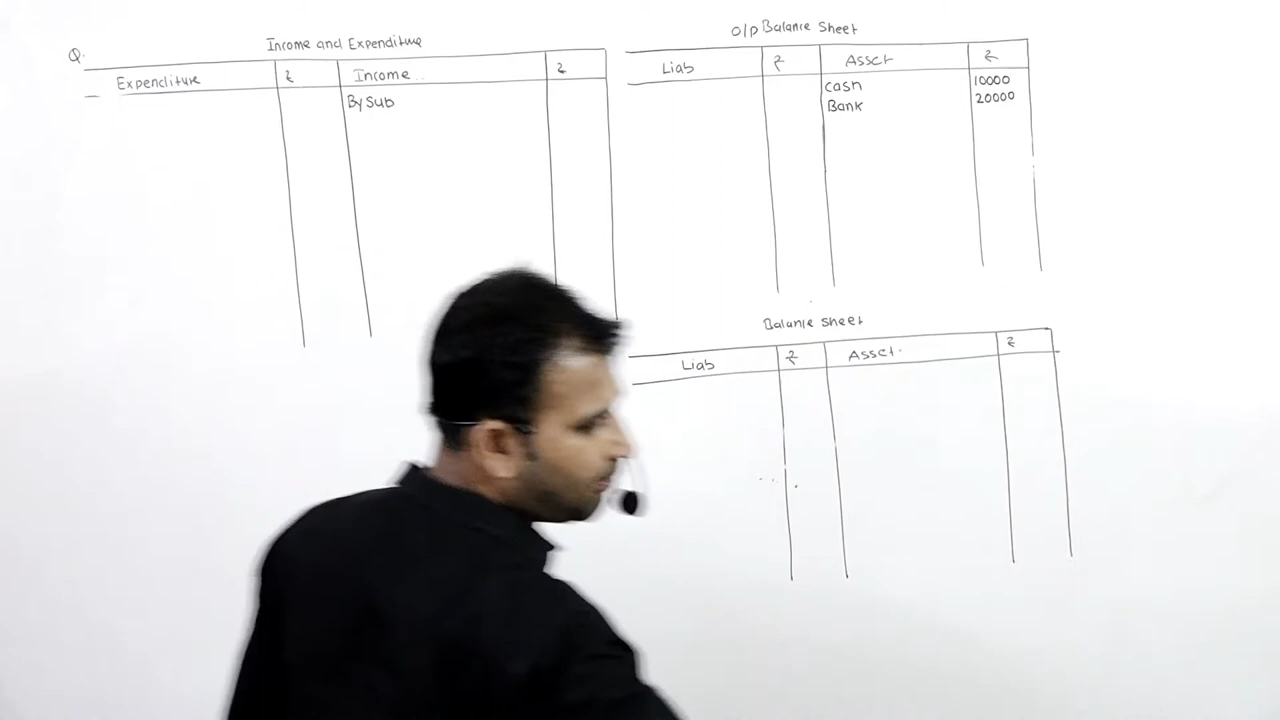 Q.
Income and Expenditure
Expenditure ₹ Income ₹
By Sub
O/P Balance Sheet
Liab ₹ Asset ₹
Cash 10000
Bank 20000
Balance Sheet
Liab ₹ Asset ₹